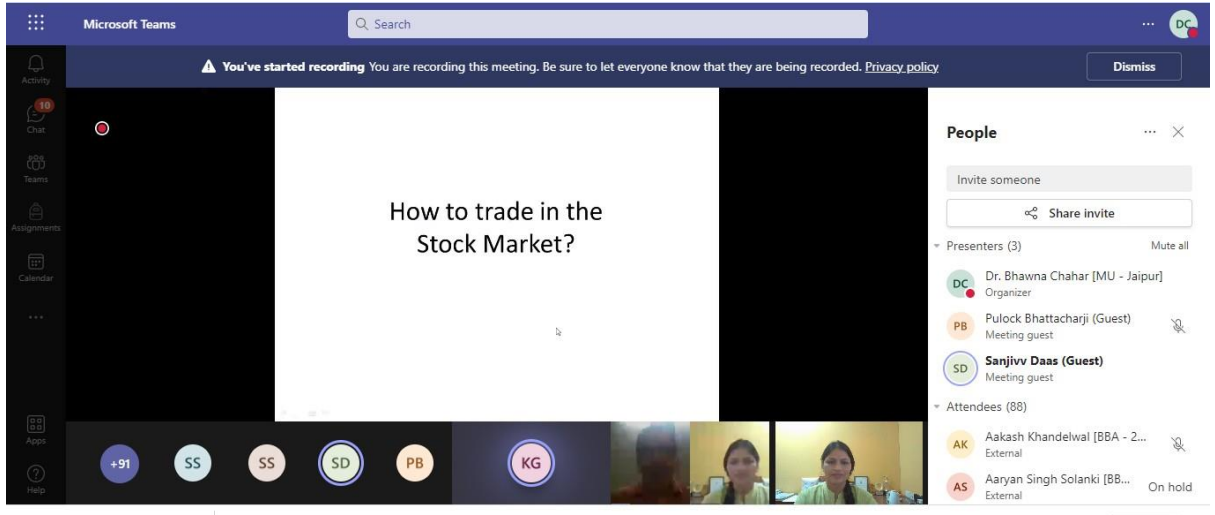 Microsoft Teams
Search
DC
Activity
You've started recording You are recording this meeting. Be sure to let everyone know that they are being recorded. Privacy policy
Dismiss
10
Chat
Teams
Assignments
Calendar
Apps
Help
How to trade in the
Stock Market?
+91
SS
SS
SD
PB
KG
People
Invite someone
Share invite
Presenters (3)
Mute all
DC
Dr. Bhawna Chahar [MU - Jaipur]
Organizer
PB
Pulock Bhattacharji (Guest)
Meeting guest
SD
Sanjivv Daas (Guest)
Meeting guest
Attendees (88)
AK
Aakash Khandelwal [BBA - 2...
External
AS
Aaryan Singh Solanki [BB...
On hold
External